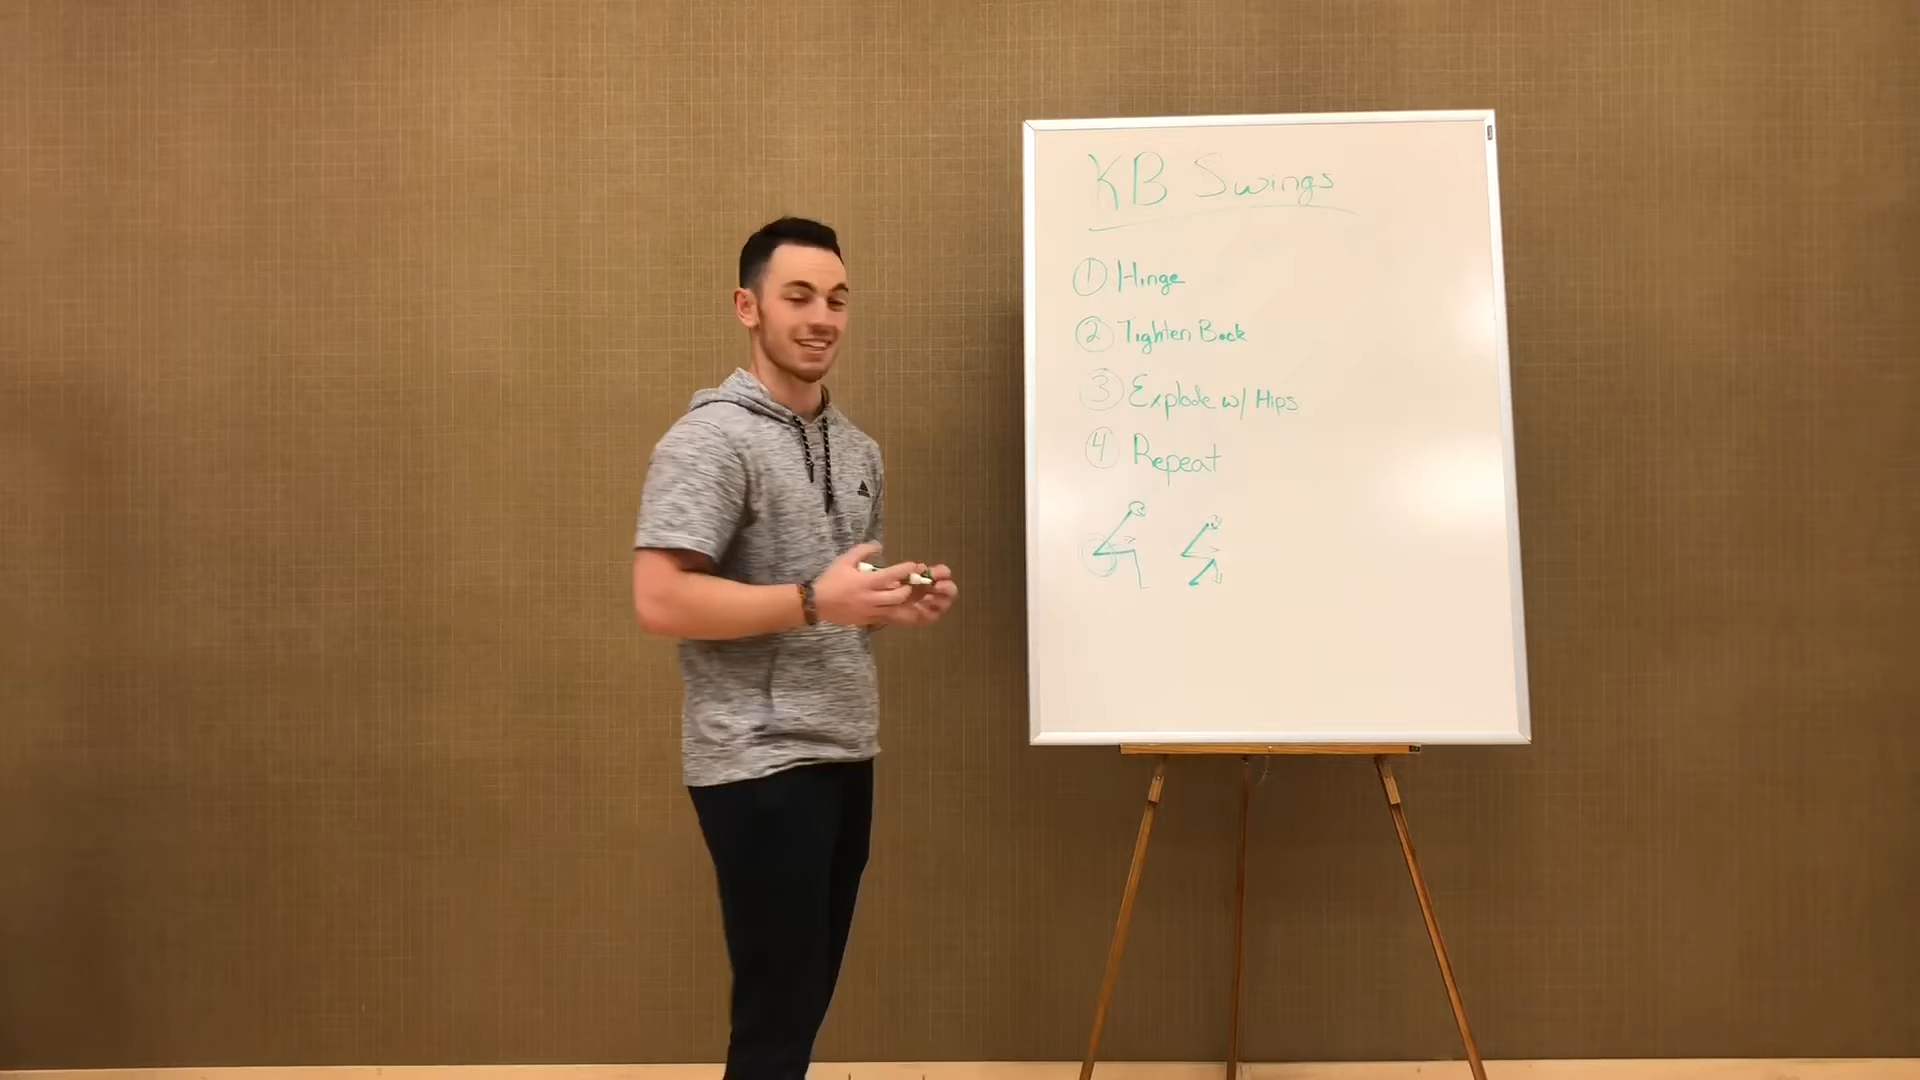 KB Swings
1 Hinge
2 Tighten Back
3 Explode w/ Hips
4 Repeat